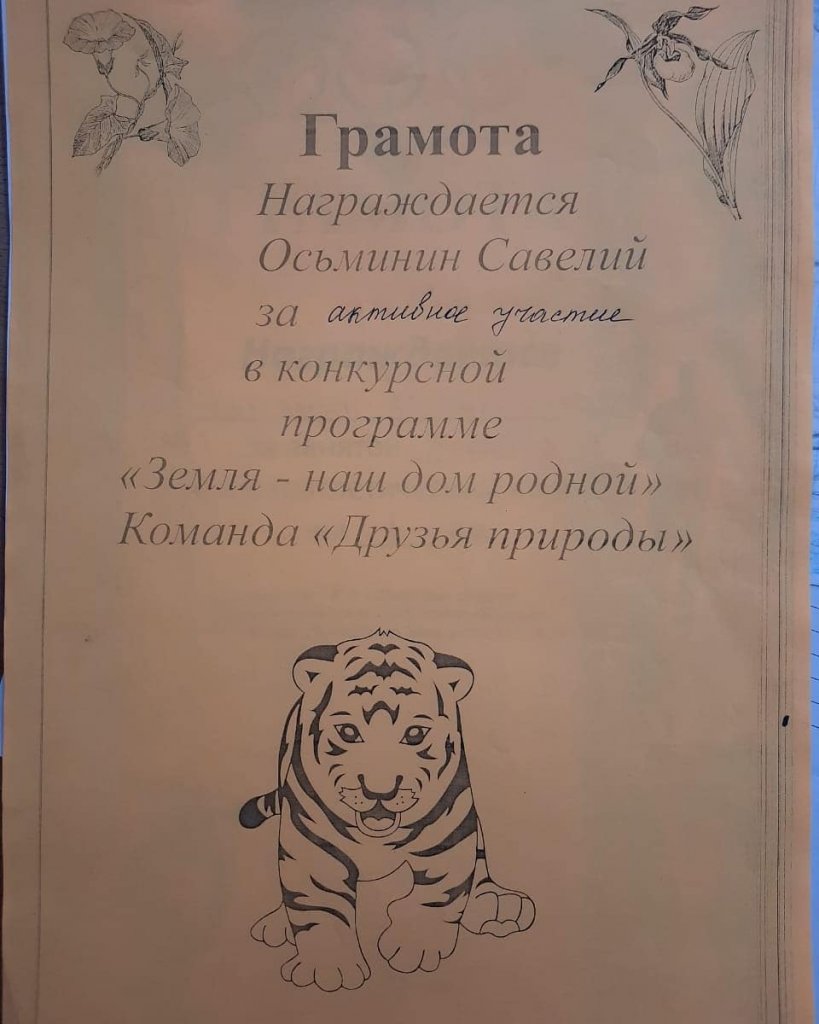 Грамота
Награждается
Осьминин Савелий
за активное участие
в конкурсной
программе
«Земля - наш дом родной»
Команда «Друзья природы»